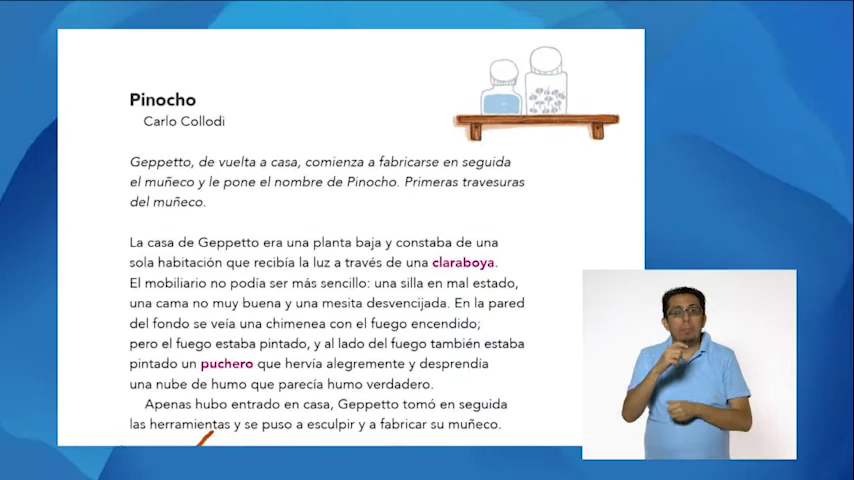 Pinocho
Carlo Collodi
Geppetto, de vuelta a casa, comienza a fabricarse en seguida
el muñeco y le pone el nombre de Pinocho. Primeras travesuras
del muñeco.
La casa de Geppetto era una planta baja y constaba de una
sola habitación que recibía la luz a través de una claraboya.
El mobiliario no podía ser más sencillo: una silla en mal estado,
una cama no muy buena y una mesita desvencijada. En la pared
del fondo se veía una chimenea con el fuego encendido;
pero el fuego estaba pintado, y al lado del fuego también estaba
pintado un puchero que hervía alegremente y desprendía
una nube de humo que parecía humo verdadero.
Apenas hubo entrado en casa, Geppetto tomó en seguida
las herramientas y se puso a esculpir y a fabricar su muñeco.